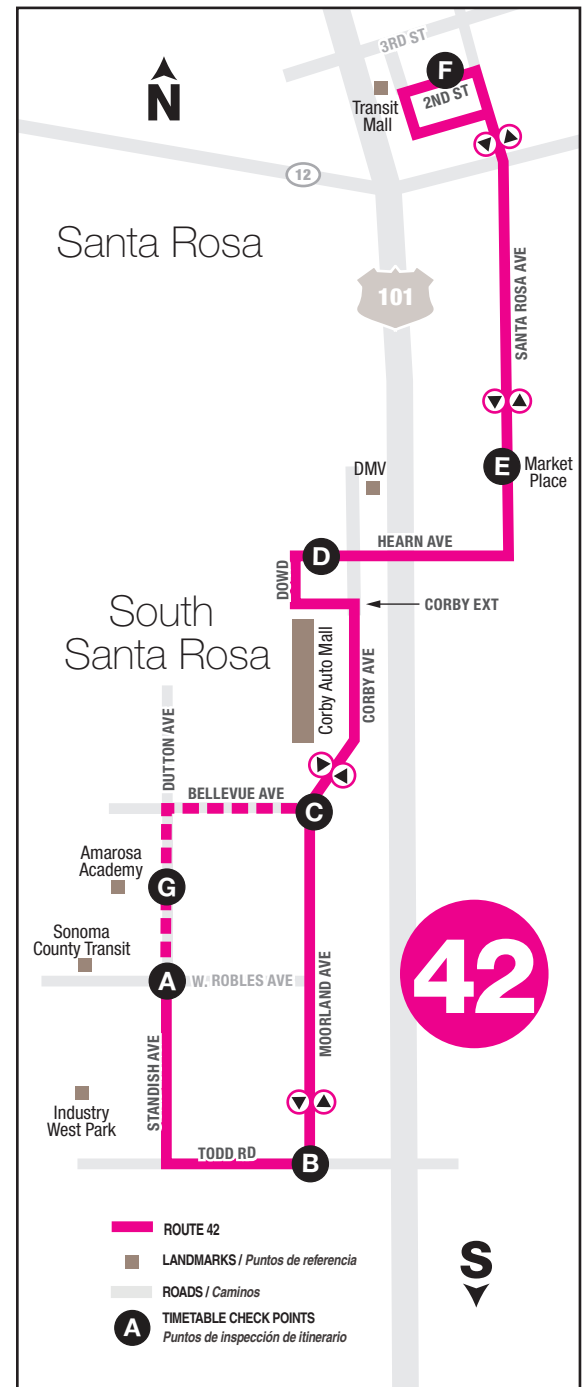 3RD ST
F
N
2ND ST
Transit
Mall
12
Santa Rosa
101
SANTA ROSA AVE
E
Market
Place
DMV
D
HEARN AVE
DOWD
CORBY EXT
South
Santa Rosa
Corby Auto Mall
CORBY AVE
DUTTON AVE
BELLEVUE AVE
C
Amarosa
Academy
G
Sonoma
County Transit
A
W. ROBLES AVE
42
MOORLAND AVE
STANDISH AVE
Industry
West Park
TODD RD
B
ROUTE 42
LANDMARKS / Puntos de referencia
S
ROADS / Caminos
A
TIMETABLE CHECK POINTS
Puntos de inspección de itinerario